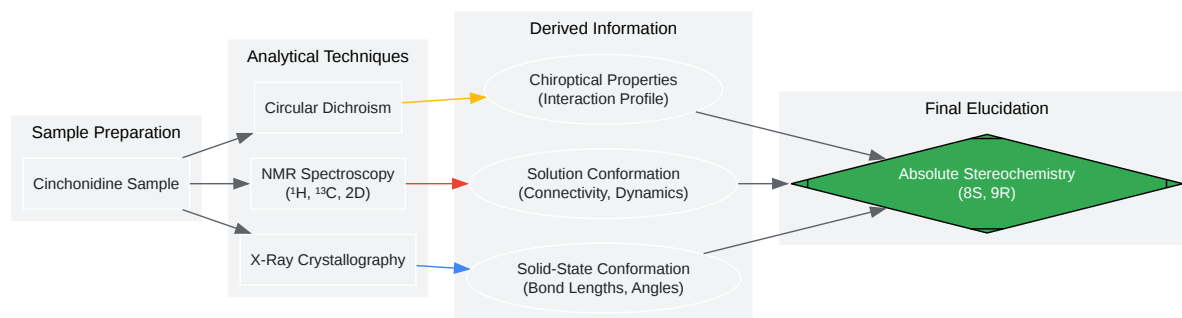 Sample Preparation
Cinchonidine Sample
Analytical Techniques
Circular Dichroism
NMR Spectroscopy
(¹H, ¹³C, 2D)
X-Ray Crystallography
Derived Information
Chiroptical Properties
(Interaction Profile)
Solution Conformation
(Connectivity, Dynamics)
Solid-State Conformation
(Bond Lengths, Angles)
Final Elucidation
Absolute Stereochemistry
(8S, 9R)